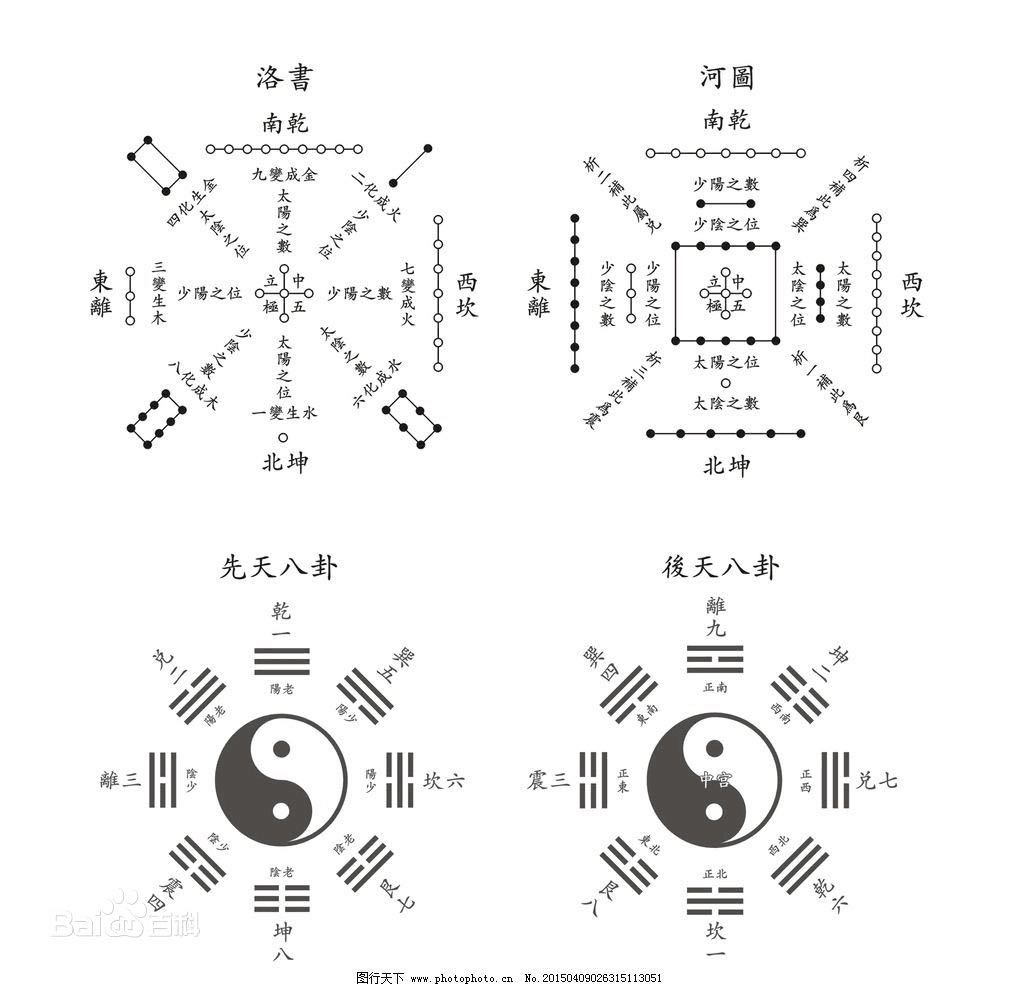 洛書
南乾
九變成金
太陽之數
四化生金
太陰之位
二化成火
少陰之位
東離
三變生木
少陽之位
立中
極五
少陽之數
七變成火
西坎
少陰之數
八化成木
太陽之位
太陰之數
六化成水
一變生水
北坤
河圖
南乾
少陽之數
少陰之位
析二補此屬兌
析四補此為巽
東離
少陰之數
少陽之位
立中
極五
太陰之位
太陽之數
西坎
太陽之位
太陰之數
析三補此為震
析一補此為艮
北坤
先天八卦
乾一
陽老
兑二
陽老
巽五
陽少
離三
陰少
坎六
陽少
震四
陰少
艮七
陰老
坤八
陰老
後天八卦
離九
正南
巽四
東南
坤二
西南
震三
正東
中宫
正西
兑七
艮八
東北
乾六
西北
正北
坎一
Bai百科
图行天下 www.photophoto.cn No.20150409026315113051